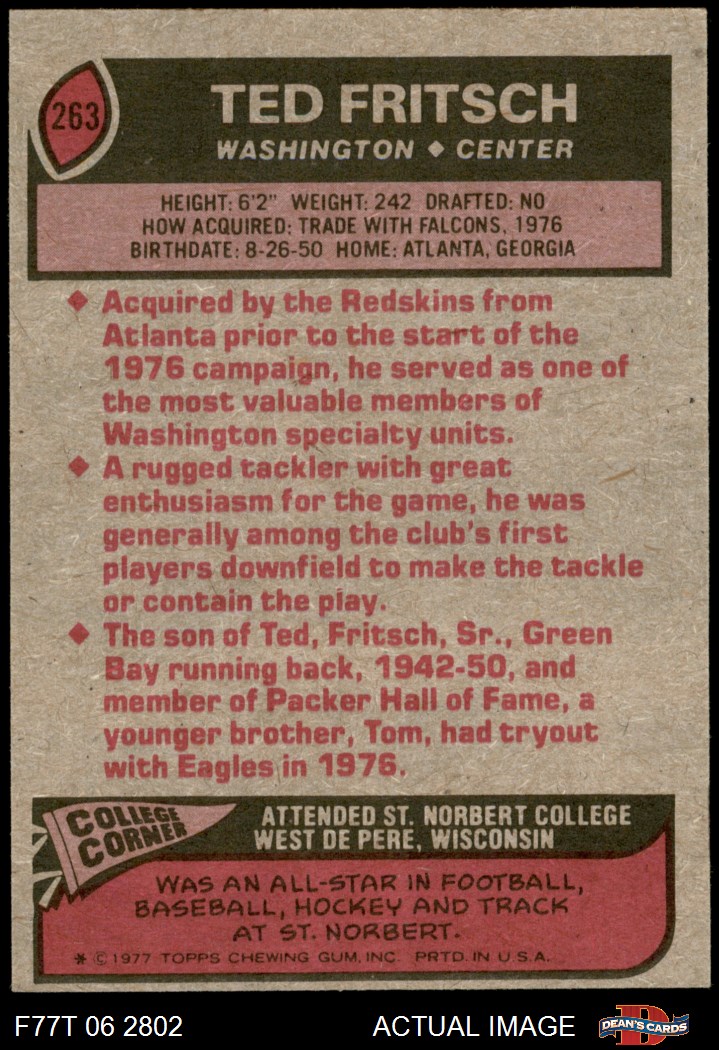 263
TED FRITSCH
WASHINGTON ◆ CENTER
HEIGHT: 6'2" WEIGHT: 242 DRAFTED: NO
HOW ACQUIRED: TRADE WITH FALCONS, 1976
BIRTHDATE: 8-26-50 HOME: ATLANTA, GEORGIA
◆ Acquired by the Redskins from
Atlanta prior to the start of the
1976 campaign, he served as one of
the most valuable members of
Washington specialty units.
◆ A rugged tackler with great
enthusiasm for the game, he was
generally among the club's first
players downfield to make the tackle
or contain the play.
◆ The son of Ted, Fritsch, Sr., Green
Bay running back, 1942-50, and
member of Packer Hall of Fame, a
younger brother, Tom, had tryout
with Eagles in 1976.
COLLEGE
CORNER
ATTENDED ST. NORBERT COLLEGE
WEST DE PERE, WISCONSIN
WAS AN ALL-STAR IN FOOTBALL,
BASEBALL, HOCKEY AND TRACK
AT ST. NORBERT.
* © 1977 TOPPS CHEWING GUM, INC. PRTD. IN U.S.A.
F77T 06 2802
ACTUAL IMAGE
D
DEAN'S CARDS